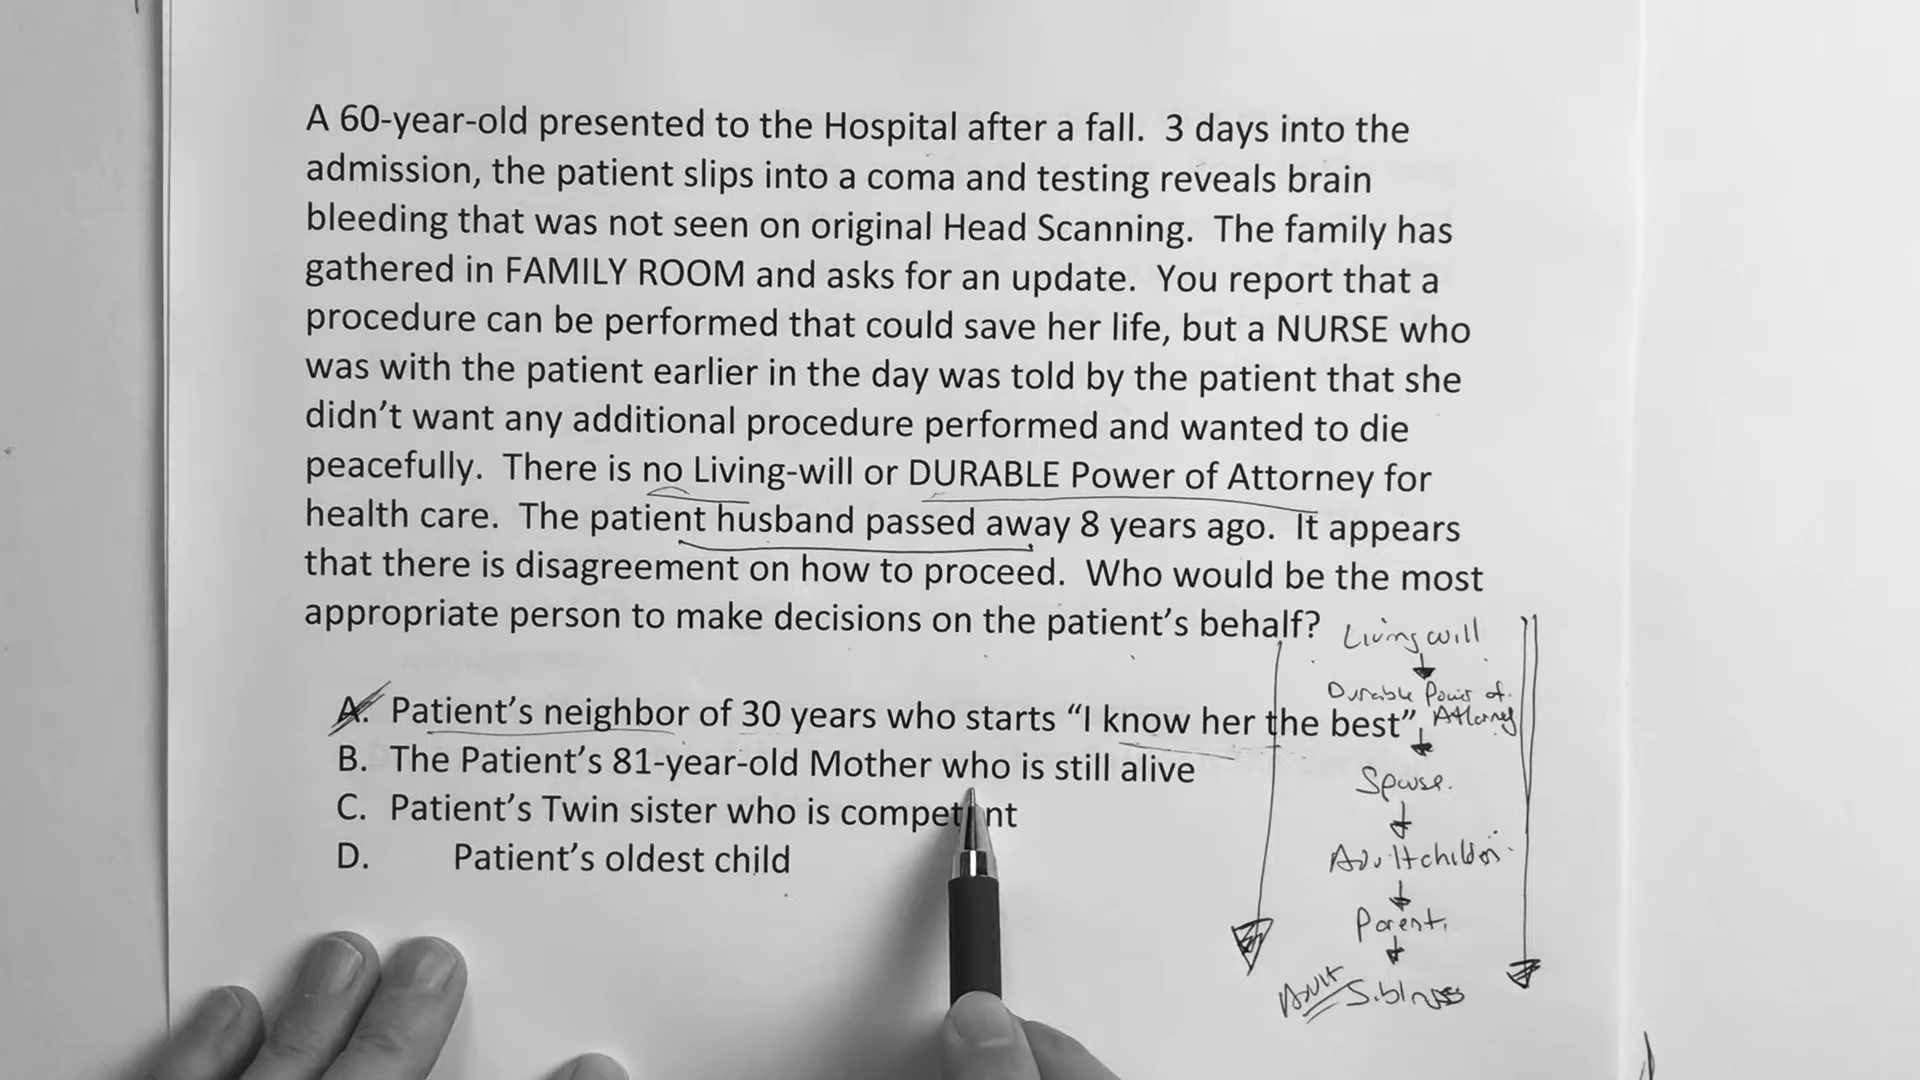 A 60-year-old presented to the Hospital after a fall. 3 days into the
admission, the patient slips into a coma and testing reveals brain
bleeding that was not seen on original Head Scanning. The family has
gathered in FAMILY ROOM and asks for an update. You report that a
procedure can be performed that could save her life, but a NURSE who
was with the patient earlier in the day was told by the patient that she
didn't want any additional procedure performed and wanted to die
peacefully. There is no Living-will or DURABLE Power of Attorney for
health care. The patient husband passed away 8 years ago. It appears
that there is disagreement on how to proceed. Who would be the most
appropriate person to make decisions on the patient's behalf?
A. Patient's neighbor of 30 years who starts “I know her the best”
B. The Patient's 81-year-old Mother who is still alive
C. Patient's Twin sister who is
D. Patient's oldest child
Living will
Durable Power of
Attorney
Spouse.
Adult children
Parent
Adult Siblings